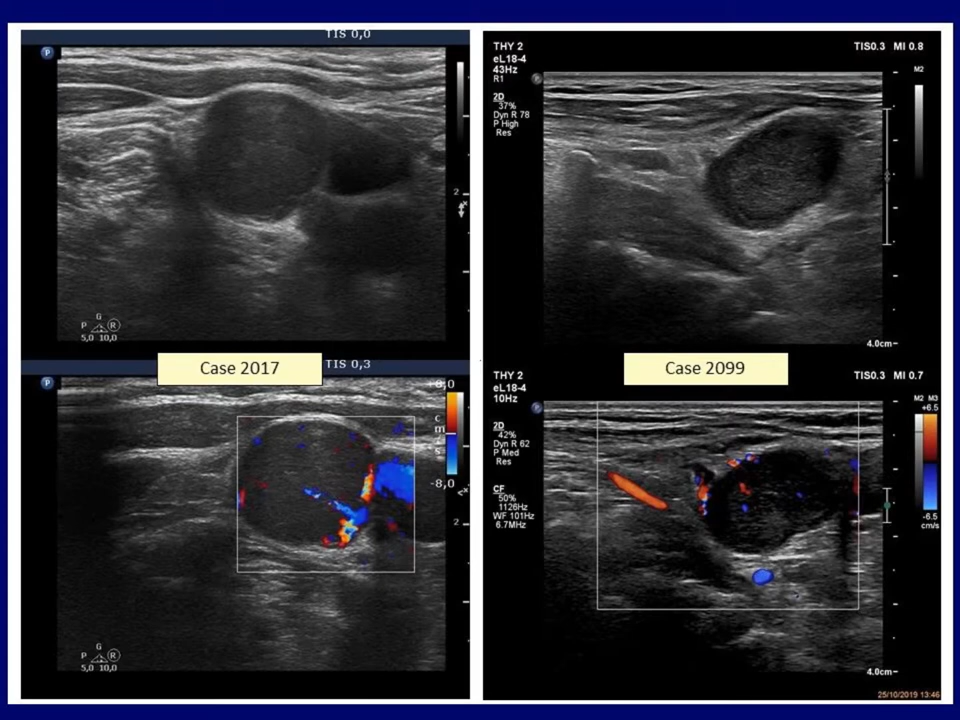 TIS 0,0
P
2
G
P R
5,0 10,0
THY 2
eL18-4
43Hz
R1
2D
37%
Dyn R 78
P High
Res
TIS0.3 MI 0.8
M2
P
4.0cm
Case 2017
TIS 0,3
P
+8,0
c
m
s
-8,0
2
G
P R
5,0 10,0
Case 2099
THY 2
eL18-4
10Hz
2D
42%
Dyn R 62
P Med
Res
CF
50%
1126Hz
WF 101Hz
6.7MHz
TIS0.3 MI 0.7
M2 M3
+6.5
-6.5
cm/s
P
4.0cm
25/10/2019 13:46